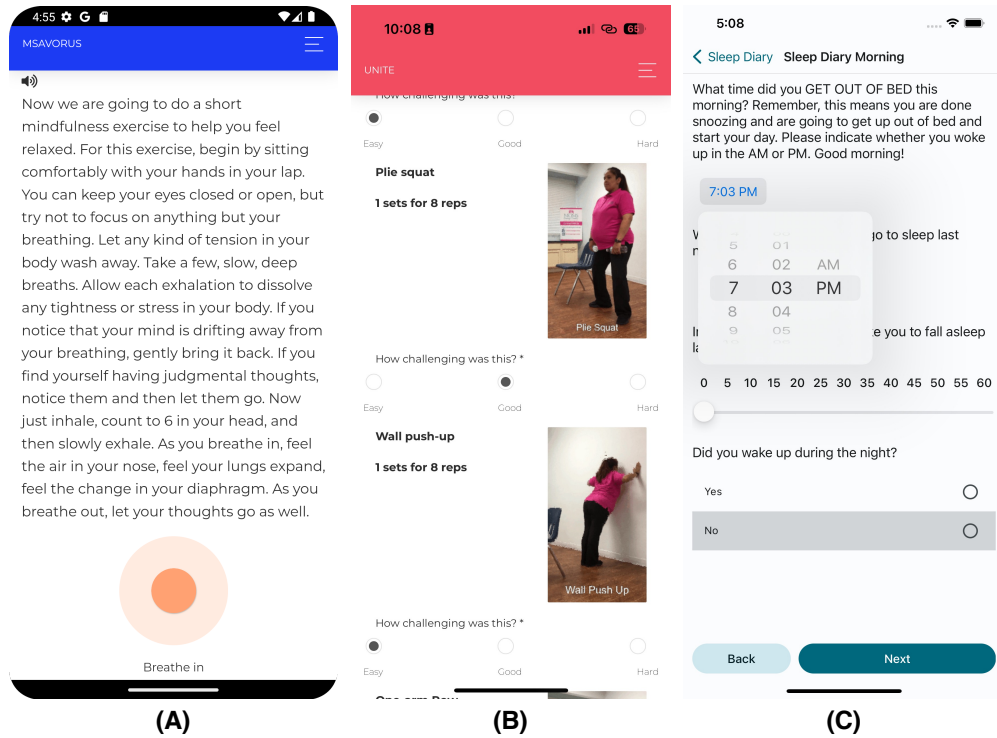 4:55
MSAVORUS
Now we are going to do a short
mindfulness exercise to help you feel
relaxed. For this exercise, begin by sitting
comfortably with your hands in your lap.
You can keep your eyes closed or open, but
try not to focus on anything but your
breathing. Let any kind of tension in your
body wash away. Take a few, slow, deep
breaths. Allow each exhalation to dissolve
any tightness or stress in your body. If you
notice that your mind is drifting away from
your breathing, gently bring it back. If you
find yourself having judgmental thoughts,
notice them and then let them go. Now
just inhale, count to 6 in your head, and
then slowly exhale. As you breathe in, feel
the air in your nose, feel your lungs expand,
feel the change in your diaphragm. As you
breathe out, let your thoughts go as well.
Breathe in
(A)
10:08
65
UNITE
How challenging was this?
Easy Good Hard
Plie squat
1 sets for 8 reps
Plie Squat
How challenging was this? *
Easy Good Hard
Wall push-up
1 sets for 8 reps
Wall Push Up
How challenging was this? *
Easy Good Hard
(B)
5:08
Sleep Diary Sleep Diary Morning
What time did you GET OUT OF BED this
morning? Remember, this means you are done
snoozing and are going to get up out of bed and
start your day. Please indicate whether you woke
up in the AM or PM. Good morning!
7:03 PM
go to sleep last
5 01
6 02 AM
7 03 PM
8 04
9 05
you to fall asleep
0 5 10 15 20 25 30 35 40 45 50 55 60
Did you wake up during the night?
Yes
No
Back Next
(C)